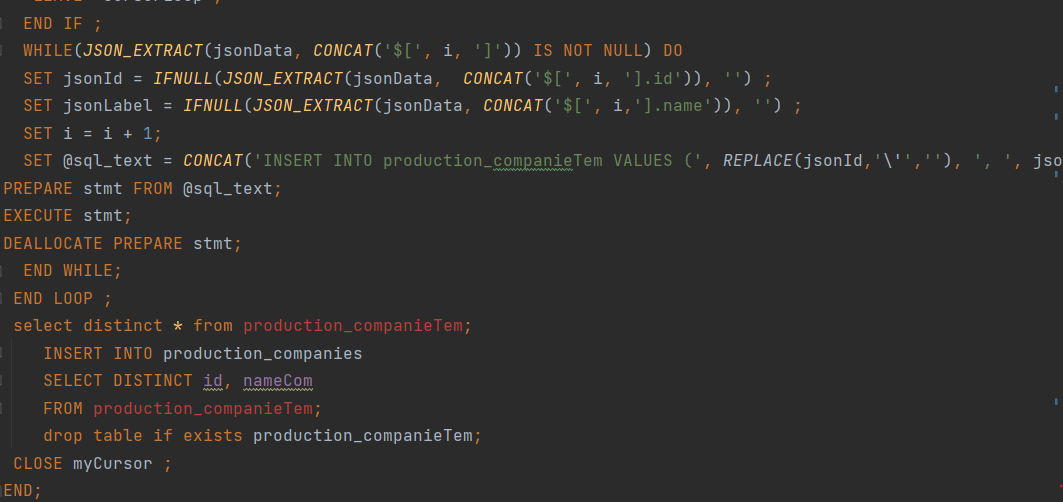 END IF ;
WHILE(JSON_EXTRACT(jsonData, CONCAT('$[', i, ']')) IS NOT NULL) DO
SET jsonId = IFNULL(JSON_EXTRACT(jsonData,  CONCAT('$[', i, '].id')), '') ;
SET jsonLabel = IFNULL(JSON_EXTRACT(jsonData, CONCAT('$[', i,'].name')), '') ;
SET i = i + 1;
SET @sql_text = CONCAT('INSERT INTO production_companieTem VALUES (', REPLACE(jsonId,'\'',''), ', ', jso
PREPARE stmt FROM @sql_text;
EXECUTE stmt;
DEALLOCATE PREPARE stmt;
END WHILE;
END LOOP ;
select distinct * from production_companieTem;
INSERT INTO production_companies
SELECT DISTINCT id, nameCom
FROM production_companieTem;
drop table if exists production_companieTem;
CLOSE myCursor ;
END;